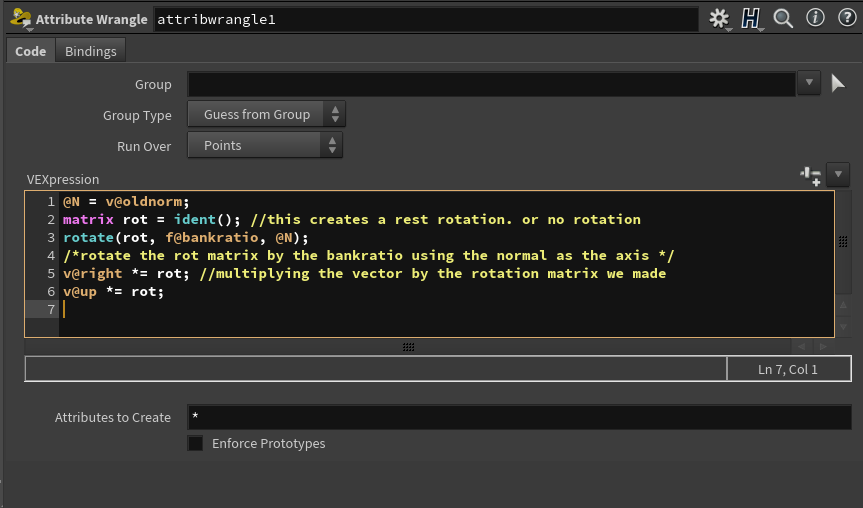 Attribute Wrangle attribwrangle1
Code Bindings
Group
Group Type Guess from Group
Run Over Points
VEXpression
1 @N = v@oldnorm;
2 matrix rot = ident(); //this creates a rest rotation. or no rotation
3 rotate(rot, f@bankratio, @N);
4 /*rotate the rot matrix by the bankratio using the normal as the axis */
5 v@right *= rot; //multiplying the vector by the rotation matrix we made
6 v@up *= rot;
7
Ln 7, Col 1
Attributes to Create *
Enforce Prototypes